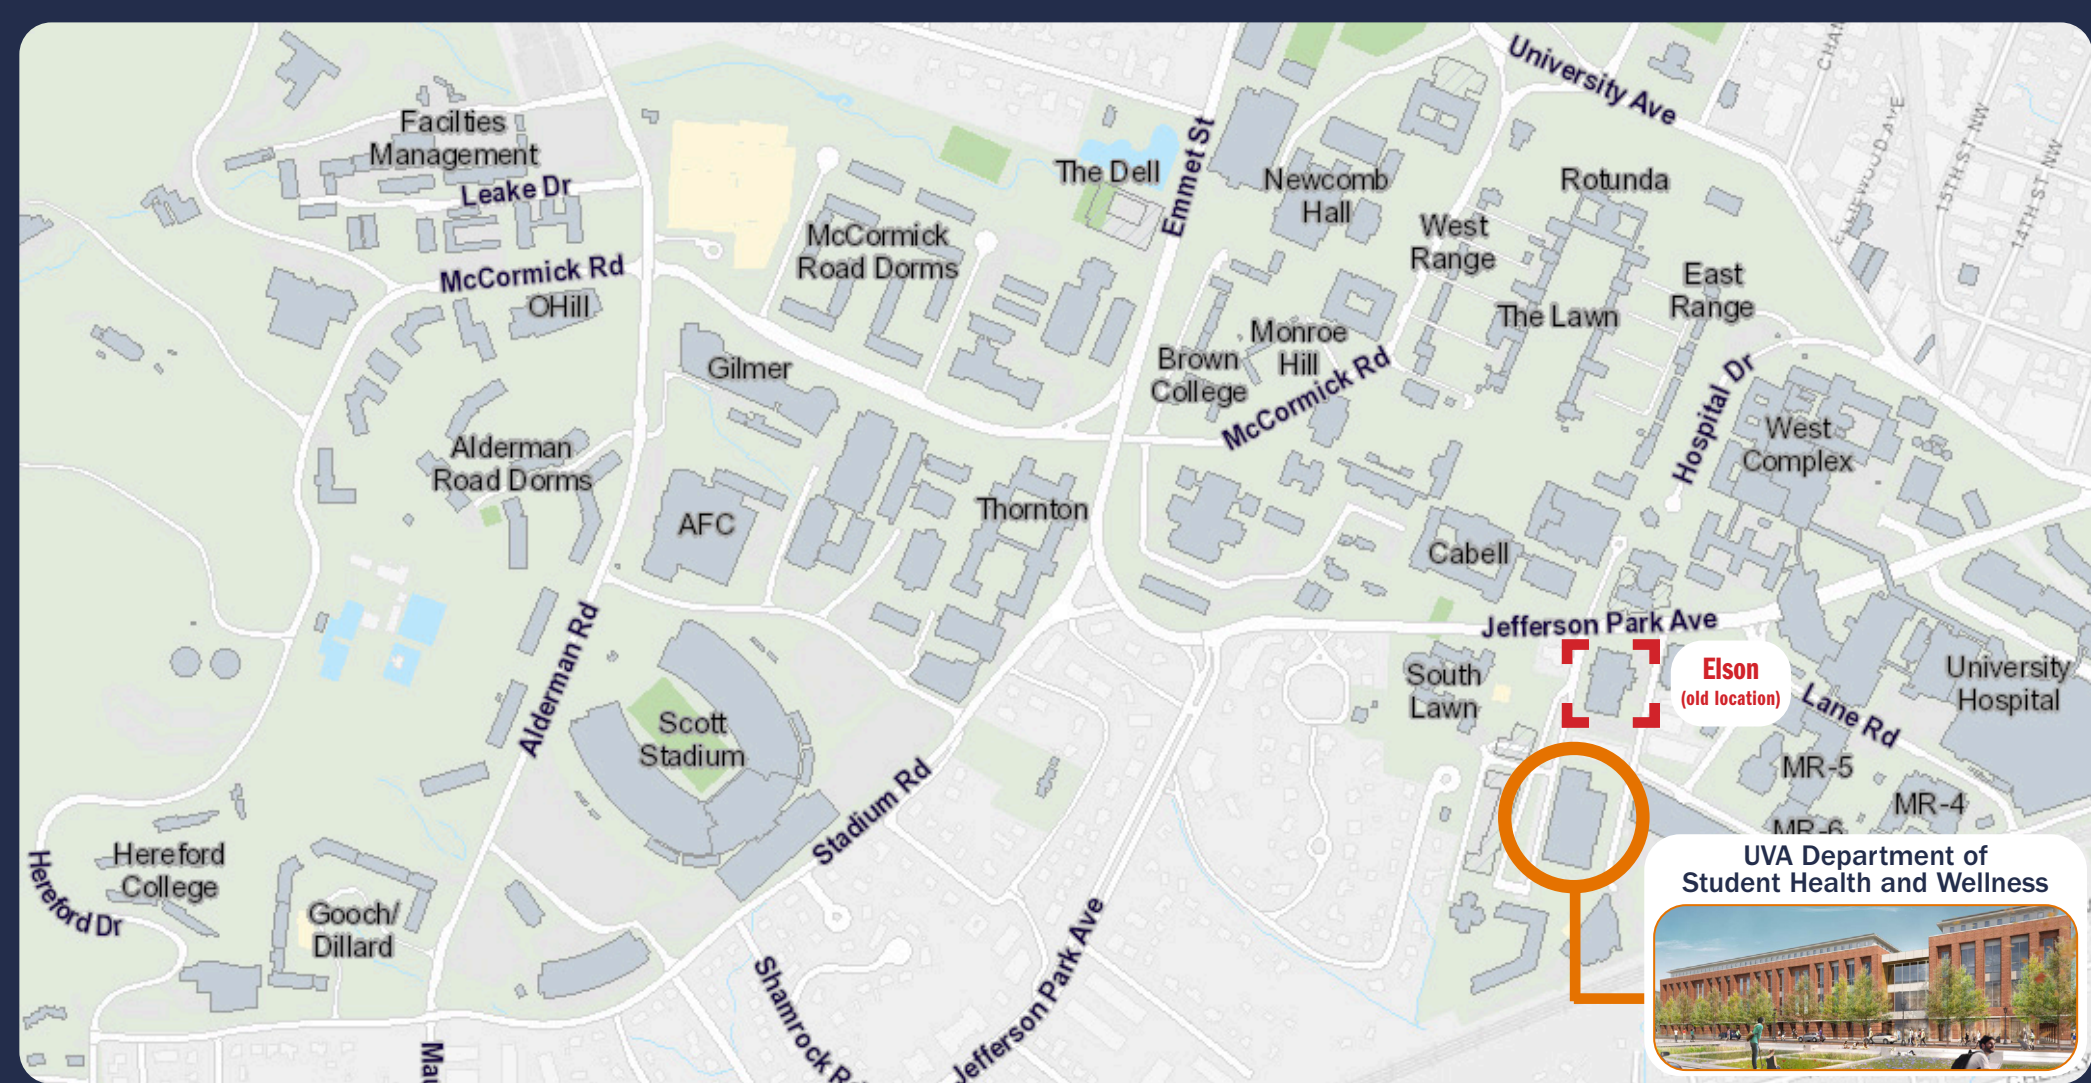 University Ave
CHAN
15TH ST NW
14TH ST NW
Facilties
Management
Leake Dr
The Dell
Emmet St
Newcomb
Hall
Rotunda
McCormick
Road Dorms
West
Range
East
Range
McCormick Rd
OHill
The Lawn
Monroe
Hill
Brown
College
McCormick Rd
Gilmer
Hospital Dr
West
Complex
Alderman
Road Dorms
AFC
Thornton
Cabell
Jefferson Park Ave
Alderman Rd
Elson
(old location)
South
Lawn
University
Hospital
Lane Rd
Scott
Stadium
MR-5
MR-4
MR-6
Stadium Rd
Hereford
College
Hereford Dr
Gooch/
Dillard
UVA Department of
Student Health and Wellness
Shamrock R
Jefferson Park Ave
Mau